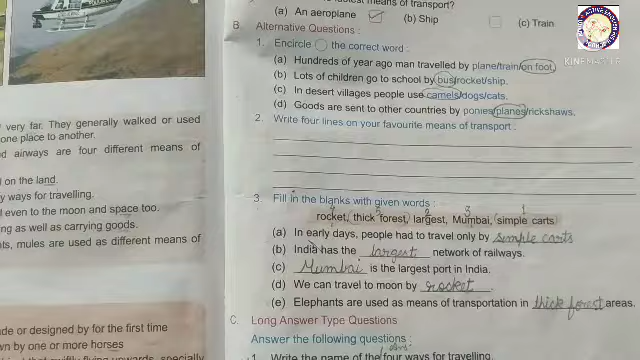 means of transport?
(a) An aeroplane (b) Ship (c) Train
KINEMASTER
B. Alternative Questions :
1. Encircle the correct word :
(a) Hundreds of year ago man travelled by plane/train/on foot.
(b) Lots of children go to school by bus/rocket/ship.
(c) In desert villages people use camels/dogs/cats.
(d) Goods are sent to other countries by ponies/planes/rickshaws.
2. Write four lines on your favourite means of transport :
3. Fill in the blanks with given words :
4 2 3 1
rocket, thick forest, largest, Mumbai, simple carts
(a) In early days, people had to travel only by simple carts
(b) India has the largest network of railways.
(c) Mumbai is the largest port in India.
(d) We can travel to moon by rocket.
(e) Elephants are used as means of transportation in thick forest areas.
C. Long Answer Type Questions
Answer the following questions :
1. Write the name of the four ways for travelling.
very far. They generally walked or used
one place to another.
airways are four different means of
on the land.
ways for travelling.
even to the moon and space too.
ng as well as carrying goods.
nts, mules are used as different means of
ade or designed by for the first time
wn by one or more horses